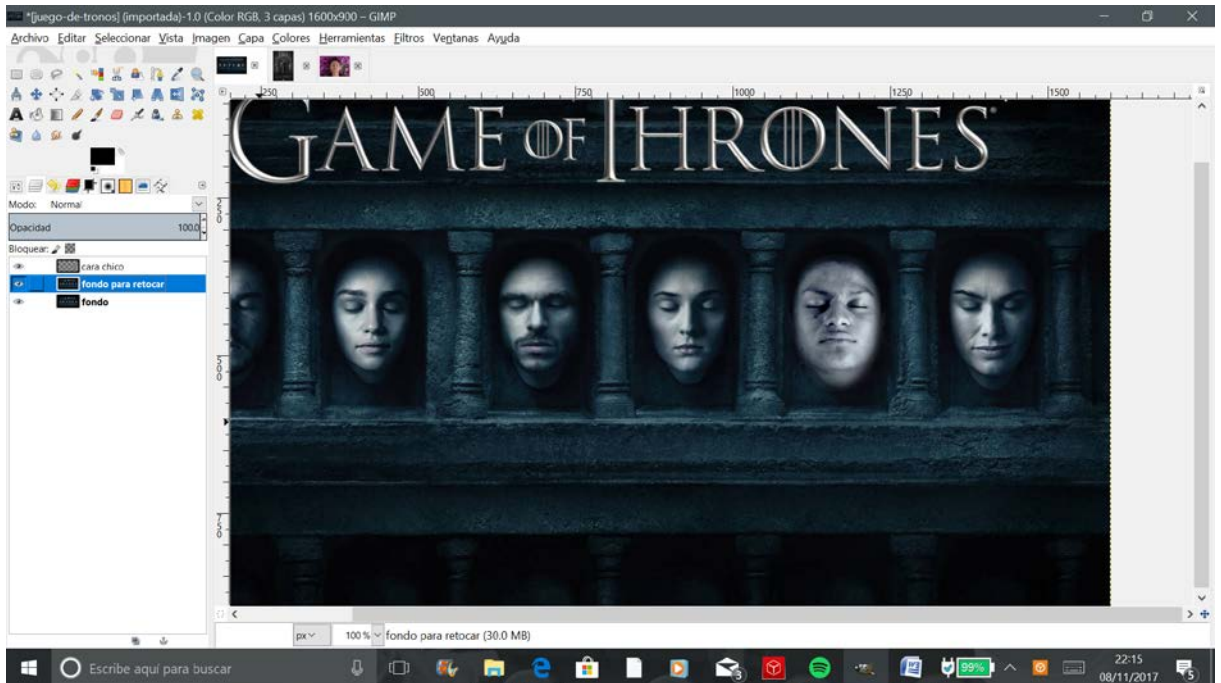 *[juego-de-tronos] (importada)-1.0 (Color RGB, 3 capas) 1600x900 – GIMP
Archivo Editar Seleccionar Vista Imagen Capa Colores Herramientas Filtros Ventanas Ayuda
250 500 750 1000 1250 1500
GAME OF THRONES
Modo: Normal
Opacidad 100.0
Bloquear:
cara chico
fondo para retocar
fondo
250
500
750
px 100 % fondo para retocar (30.0 MB)
Escribe aquí para buscar
99%
22:15
08/11/2017